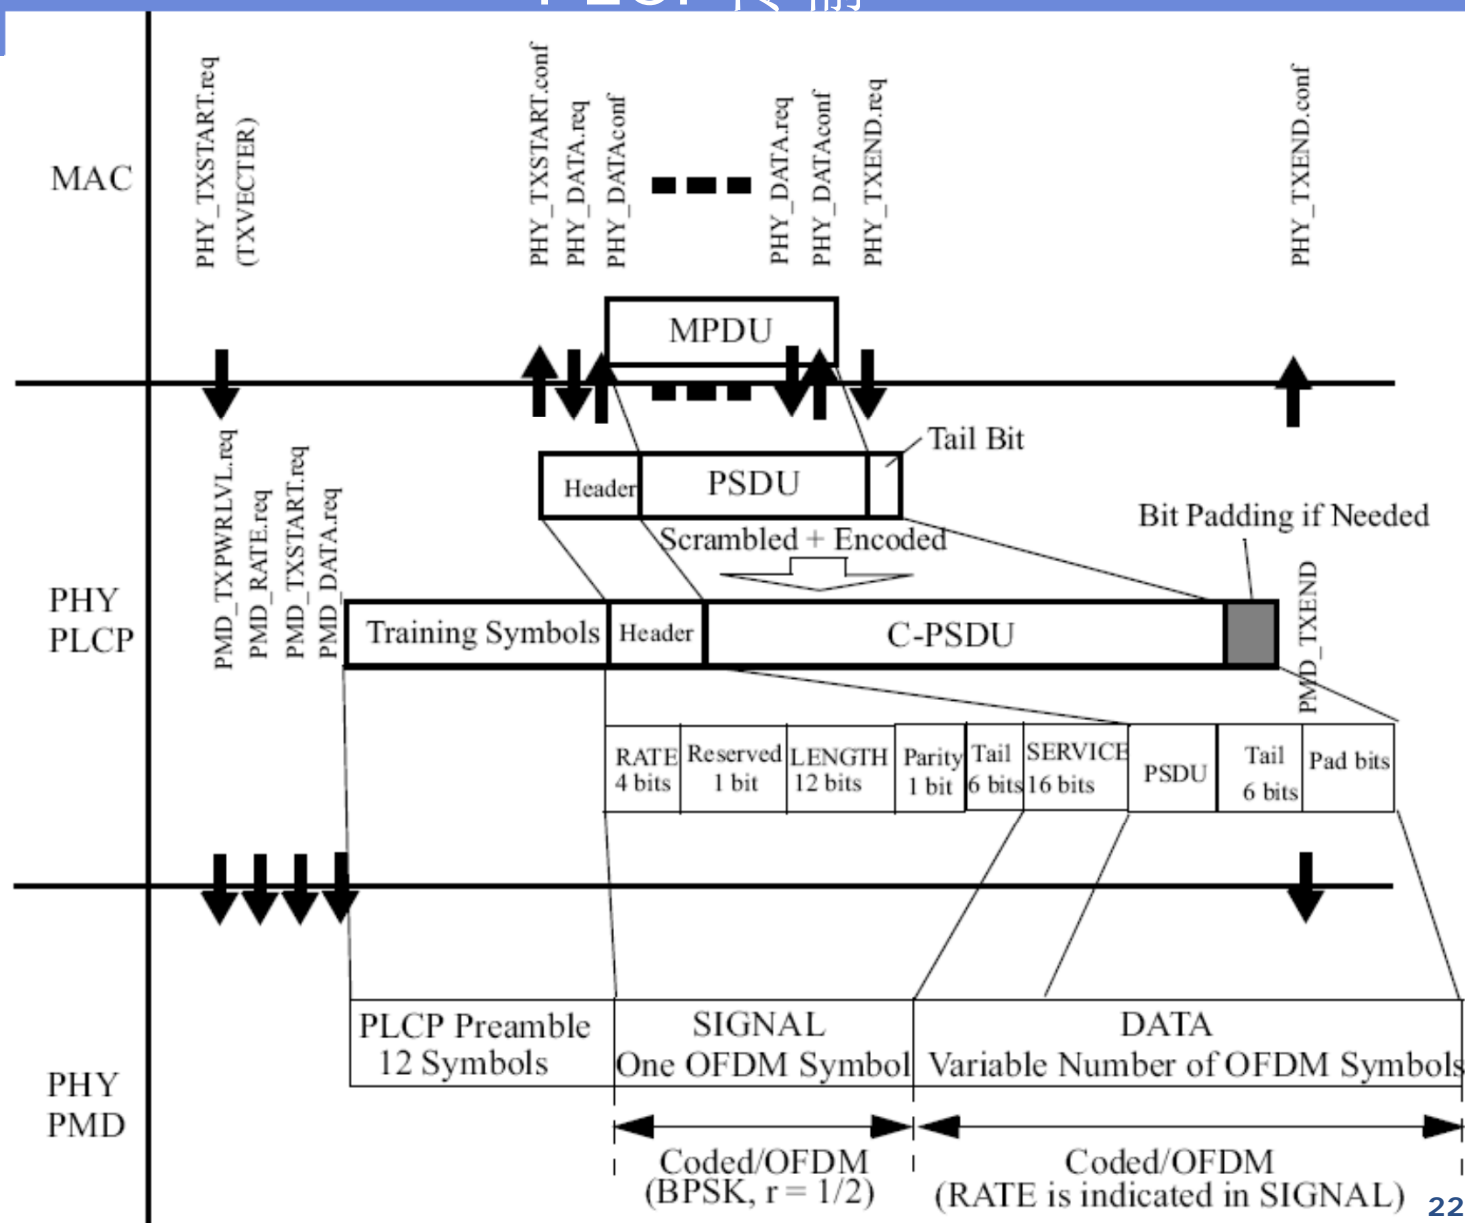 PLCP 传输
PHY_TXSTART.req
(TXVECTER)
PHY_TXSTART.conf
PHY_DATA.req
PHY_DATAconf
PHY_DATA.req
PHY_DATAconf
PHY_TXEND.req
PHY_TXEND.conf
MAC
MPDU
PMD_TXPWRLVL.req
PMD_RATE.req
PMD_TXSTART.req
PMD_DATA.req
Tail Bit
Header
PSDU
Bit Padding if Needed
Scrambled + Encoded
PMD_TXEND
PHY
PLCP
Training Symbols
Header
C-PSDU
RATE
4 bits
Reserved
1 bit
LENGTH
12 bits
Parity
1 bit
Tail
6 bits
SERVICE
16 bits
PSDU
Tail
6 bits
Pad bits
PHY
PMD
PLCP Preamble
12 Symbols
SIGNAL
One OFDM Symbol
DATA
Variable Number of OFDM Symbols
Coded/OFDM
(BPSK, r = 1/2)
Coded/OFDM
(RATE is indicated in SIGNAL)
22